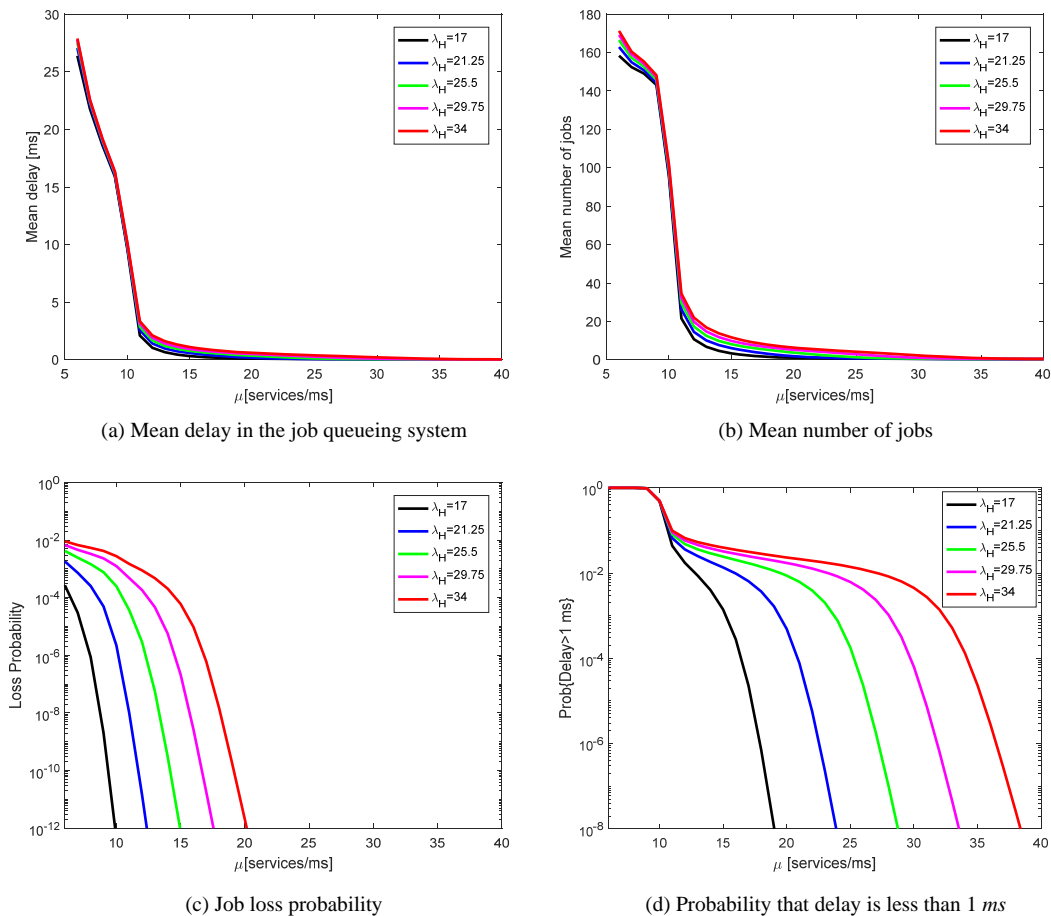 30
25
20
15
10
5
0
Mean delay [ms]
λH=17
λH=21.25
λH=25.5
λH=29.75
λH=34
5 10 15 20 25 30 35 40
μ[services/ms]
(a) Mean delay in the job queueing system
180
160
140
120
100
80
60
40
20
0
Mean number of jobs
λH=17
λH=21.25
λH=25.5
λH=29.75
λH=34
5 10 15 20 25 30 35 40
μ[services/ms]
(b) Mean number of jobs
10^0
10^-2
10^-4
10^-6
10^-8
10^-10
10^-12
Loss Probability
λH=17
λH=21.25
λH=25.5
λH=29.75
λH=34
10 15 20 25 30 35 40
μ[services/ms]
(c) Job loss probability
10^0
10^-2
10^-4
10^-6
10^-8
Prob{Delay>1 ms}
λH=17
λH=21.25
λH=25.5
λH=29.75
λH=34
10 15 20 25 30 35 40
μ [services/ms]
(d) Probability that delay is less than 1 ms